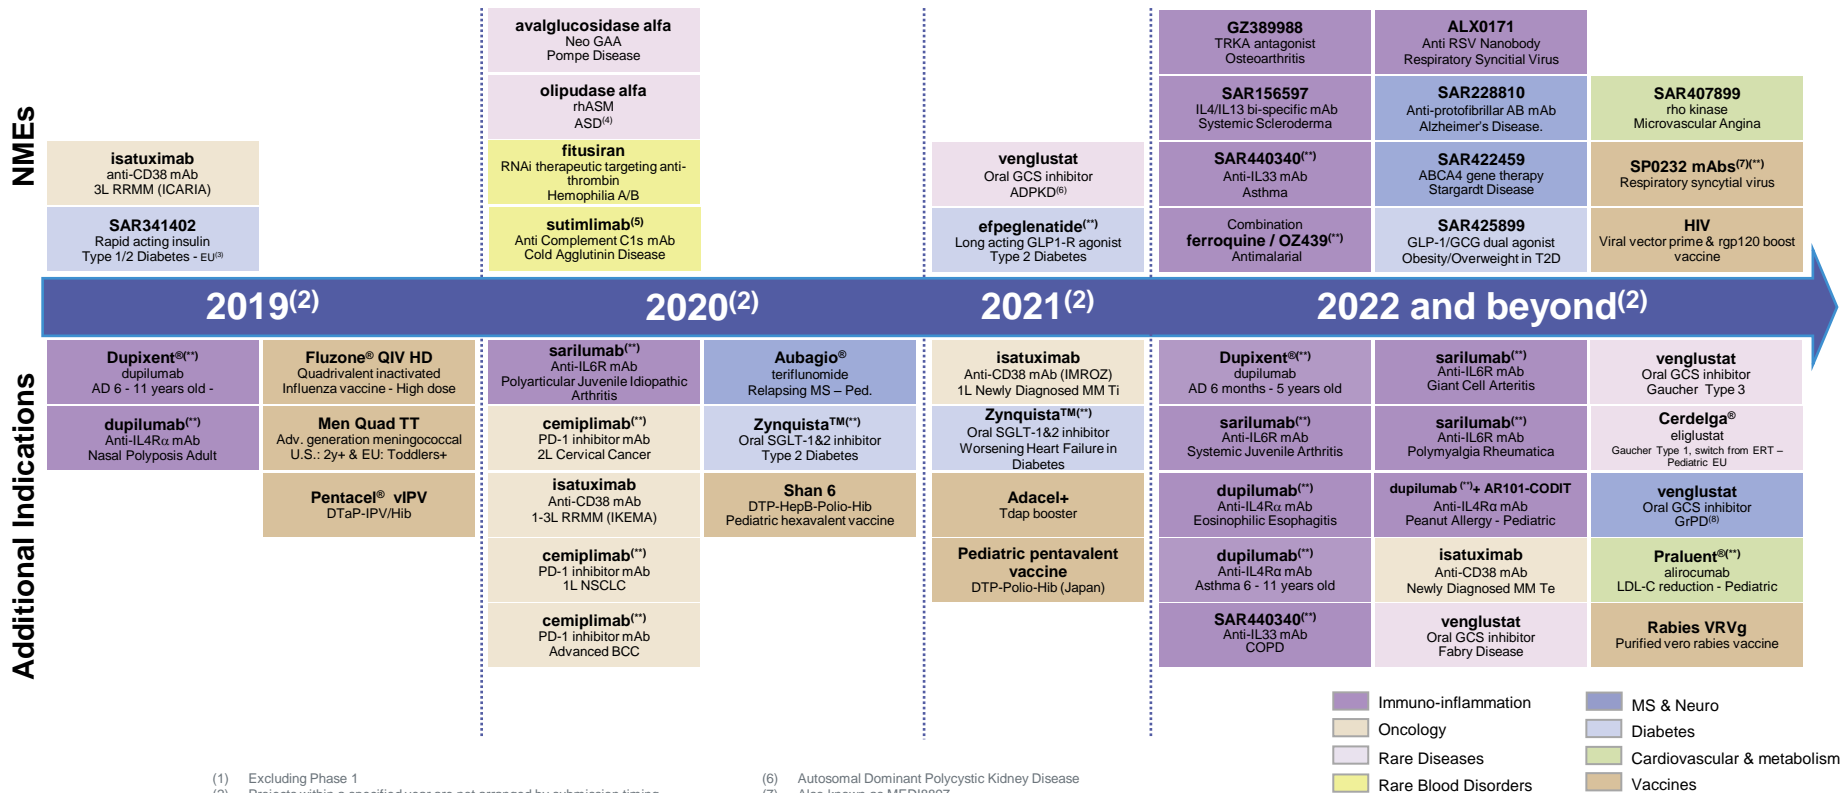 NMEs
isatuximab
anti-CD38 mAb
3L RRMM (ICARIA)
SAR341402
Rapid acting insulin
Type 1/2 Diabetes - EU(3)
avalglucosidase alfa
Neo GAA
Pompe Disease
olipudase alfa
rhASM
ASD(4)
fitusiran
RNAi therapeutic targeting anti-
thrombin
Hemophilia A/B
sutimlimab(5)
Anti Complement C1s mAb
Cold Agglutinin Disease
venglustat
Oral GCS inhibitor
ADPKD(6)
efpeglenatide(**)
Long acting GLP1-R agonist
Type 2 Diabetes
GZ389988
TRKA antagonist
Osteoarthritis
SAR156597
IL4/IL13 bi-specific mAb
Systemic Scleroderma
SAR440340(**)
Anti-IL33 mAb
Asthma
Combination
ferroquine / OZ439(**)
Antimalarial
ALX0171
Anti RSV Nanobody
Respiratory Syncitial Virus
SAR228810
Anti-protofibrillar AB mAb
Alzheimer's Disease.
SAR422459
ABCA4 gene therapy
Stargardt Disease
SAR425899
GLP-1/GCG dual agonist
Obesity/Overweight in T2D
SAR407899
rho kinase
Microvascular Angina
SP0232 mAbs(7)(**)
Respiratory syncytial virus
HIV
Viral vector prime & rgp120 boost
vaccine
2019(2)
2020(2)
2021(2)
2022 and beyond(2)
Additional Indications
Dupixent®(**)
dupilumab
AD 6 - 11 years old -
dupilumab(**)
Anti-IL4Rα mAb
Nasal Polyposis Adult
Fluzone® QIV HD
Quadrivalent inactivated
Influenza vaccine - High dose
Men Quad TT
Adv. generation meningococcal
U.S.: 2y+ & EU: Toddlers+
Pentacel® vIPV
DTaP-IPV/Hib
sarilumab(**)
Anti-IL6R mAb
Polyarticular Juvenile Idiopathic
Arthritis
cemiplimab(**)
PD-1 inhibitor mAb
2L Cervical Cancer
isatuximab
Anti-CD38 mAb
1-3L RRMM (IKEMA)
cemiplimab(**)
PD-1 inhibitor mAb
1L NSCLC
cemiplimab(**)
PD-1 inhibitor mAb
Advanced BCC
Aubagio®
teriflunomide
Relapsing MS – Ped.
Zynquista™(**)
Oral SGLT-1&2 inhibitor
Type 2 Diabetes
Shan 6
DTP-HepB-Polio-Hib
Pediatric hexavalent vaccine
isatuximab
Anti-CD38 mAb (IMROZ)
1L Newly Diagnosed MM Ti
Zynquista™(**)
Oral SGLT-1&2 inhibitor
Worsening Heart Failure in
Diabetes
Adacel+
Tdap booster
Pediatric pentavalent
vaccine
DTP-Polio-Hib (Japan)
Dupixent®(**)
dupilumab
AD 6 months - 5 years old
sarilumab(**)
Anti-IL6R mAb
Systemic Juvenile Arthritis
dupilumab(**)
Anti-IL4Rα mAb
Eosinophilic Esophagitis
dupilumab(**)
Anti-IL4Rα mAb
Asthma 6 - 11 years old
SAR440340(**)
Anti-IL33 mAb
COPD
sarilumab(**)
Anti-IL6R mAb
Giant Cell Arteritis
sarilumab(**)
Anti-IL6R mAb
Polymyalgia Rheumatica
dupilumab (**)+ AR101-CODIT
Anti-IL4Rα mAb
Peanut Allergy - Pediatric
isatuximab
Anti-CD38 mAb
Newly Diagnosed MM Te
venglustat
Oral GCS inhibitor
Fabry Disease
venglustat
Oral GCS inhibitor
Gaucher Type 3
Cerdelga®
eliglustat
Gaucher Type 1, switch from ERT –
Pediatric EU
venglustat
Oral GCS inhibitor
GrPD(8)
Praluent®(**)
alirocumab
LDL-C reduction - Pediatric
Rabies VRVg
Purified vero rabies vaccine
Immuno-inflammation
Oncology
Rare Diseases
Rare Blood Disorders
MS & Neuro
Diabetes
Cardiovascular & metabolism
Vaccines
(1) Excluding Phase 1
(2) Projects within a specified year are not arranged by submission timing
(6) Autosomal Dominant Polycystic Kidney Disease
(7) Also known as MEDI8897